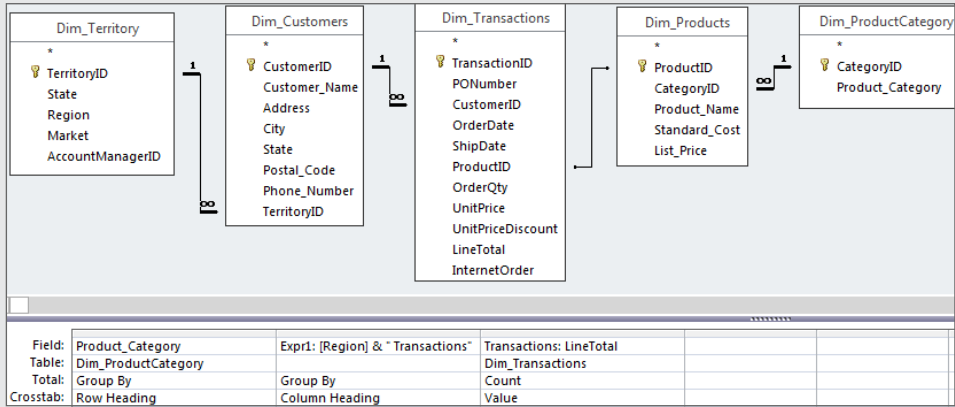 Dim_Territory
*
TerritoryID
State
Region
Market
AccountManagerID
1
∞
Dim_Customers
*
CustomerID
Customer_Name
Address
City
State
Postal_Code
Phone_Number
TerritoryID
1
∞
Dim_Transactions
*
TransactionID
PONumber
CustomerID
OrderDate
ShipDate
ProductID
OrderQty
UnitPrice
UnitPriceDiscount
LineTotal
InternetOrder
Dim_Products
*
ProductID
CategoryID
Product_Name
Standard_Cost
List_Price
∞
1
Dim_ProductCategory
*
CategoryID
Product_Category
Field: Product_Category Expr1: [Region] & " Transactions" Transactions: LineTotal
Table: Dim_ProductCategory Dim_Transactions
Total: Group By Group By Count
Crosstab: Row Heading Column Heading Value